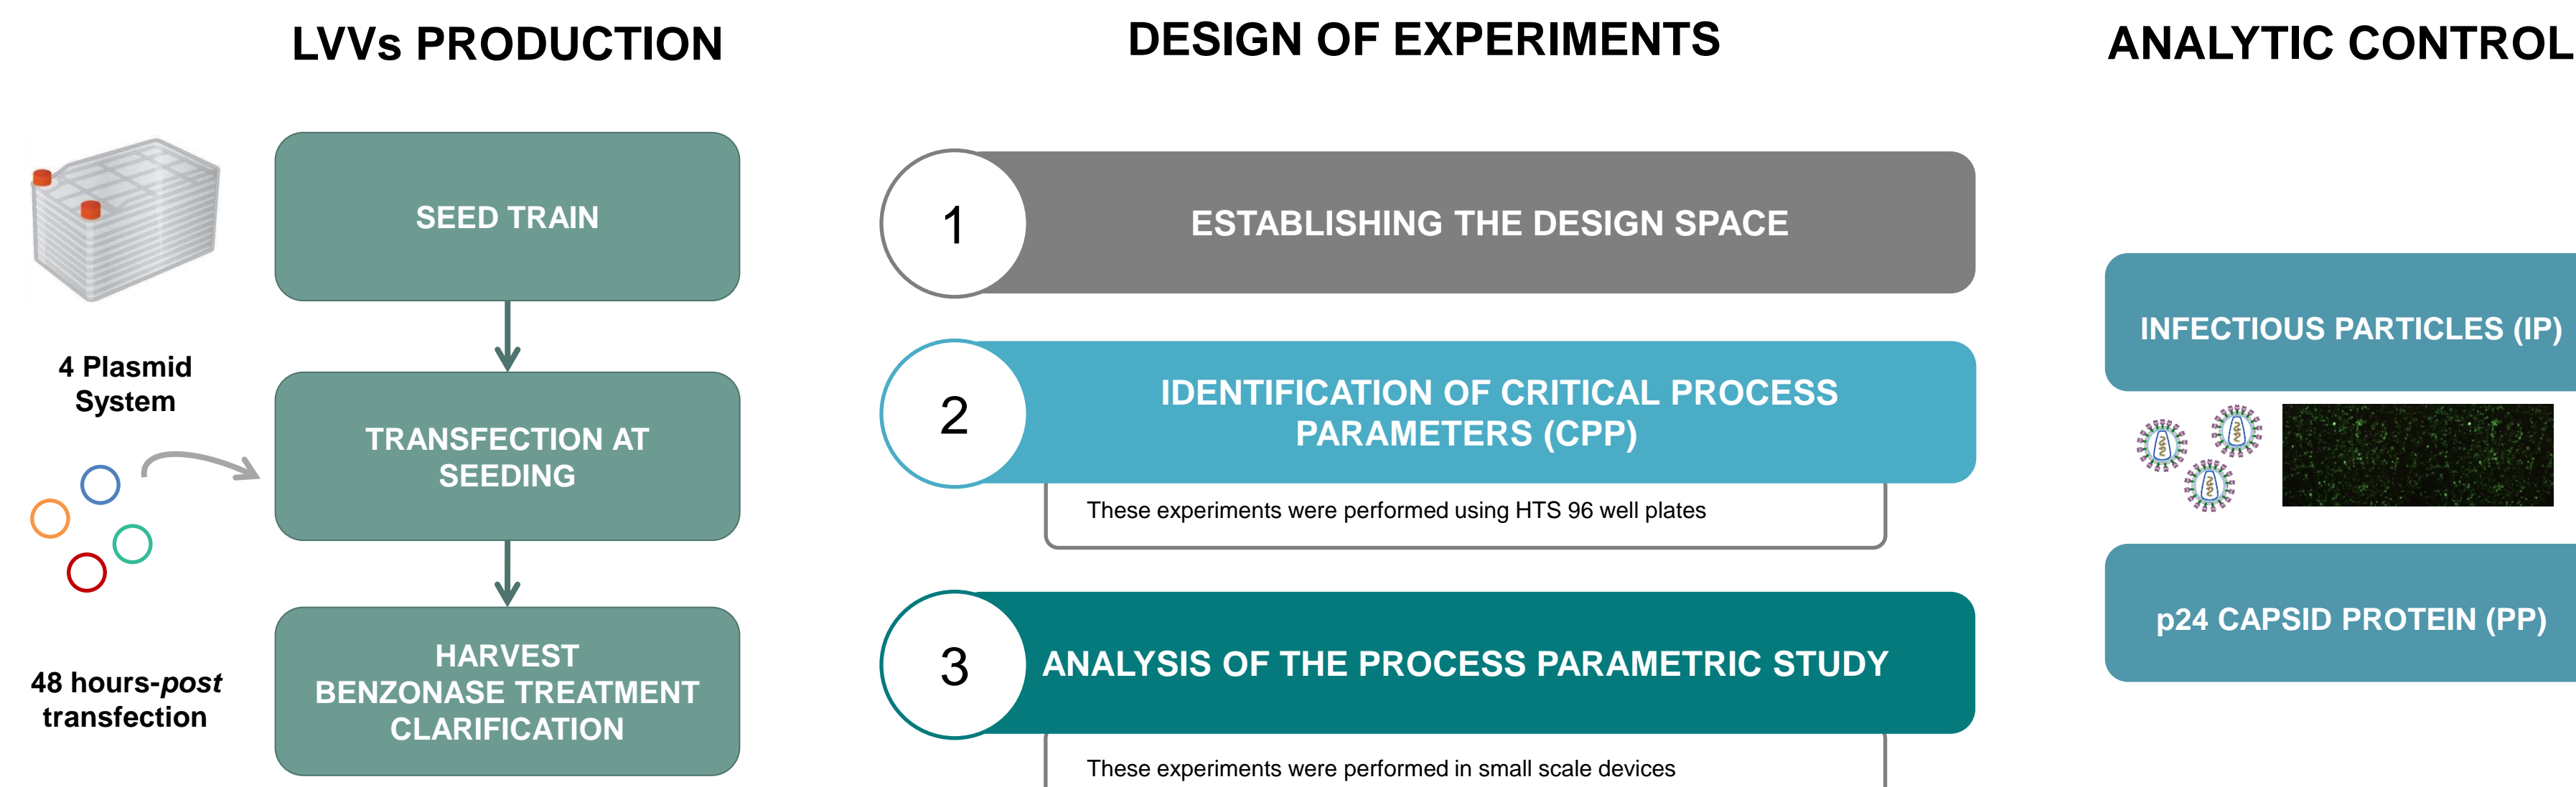 LVVs PRODUCTION
SEED TRAIN
4 Plasmid
System
TRANSFECTION AT
SEEDING
48 hours-post
transfection
HARVEST
BENZONASE TREATMENT
CLARIFICATION
DESIGN OF EXPERIMENTS
1
ESTABLISHING THE DESIGN SPACE
2
IDENTIFICATION OF CRITICAL PROCESS
PARAMETERS (CPP)
These experiments were performed using HTS 96 well plates
3
ANALYSIS OF THE PROCESS PARAMETRIC STUDY
These experiments were performed in small scale devices
ANALYTIC CONTROL
INFECTIOUS PARTICLES (IP)
p24 CAPSID PROTEIN (PP)